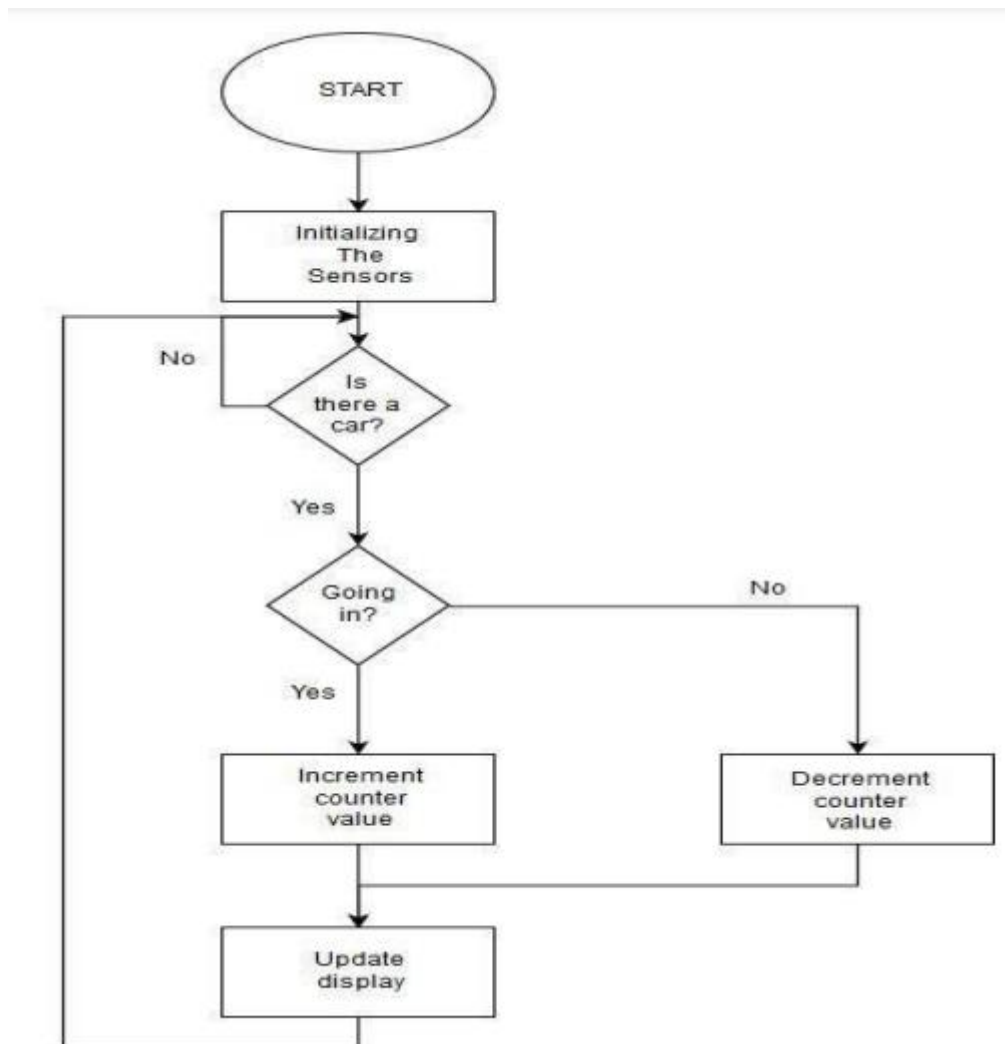 START
Initializing
The
Sensors
No
Is
there a
car?
Yes
Going
in?
No
Yes
Increment
counter
value
Decrement
counter
value
Update
display